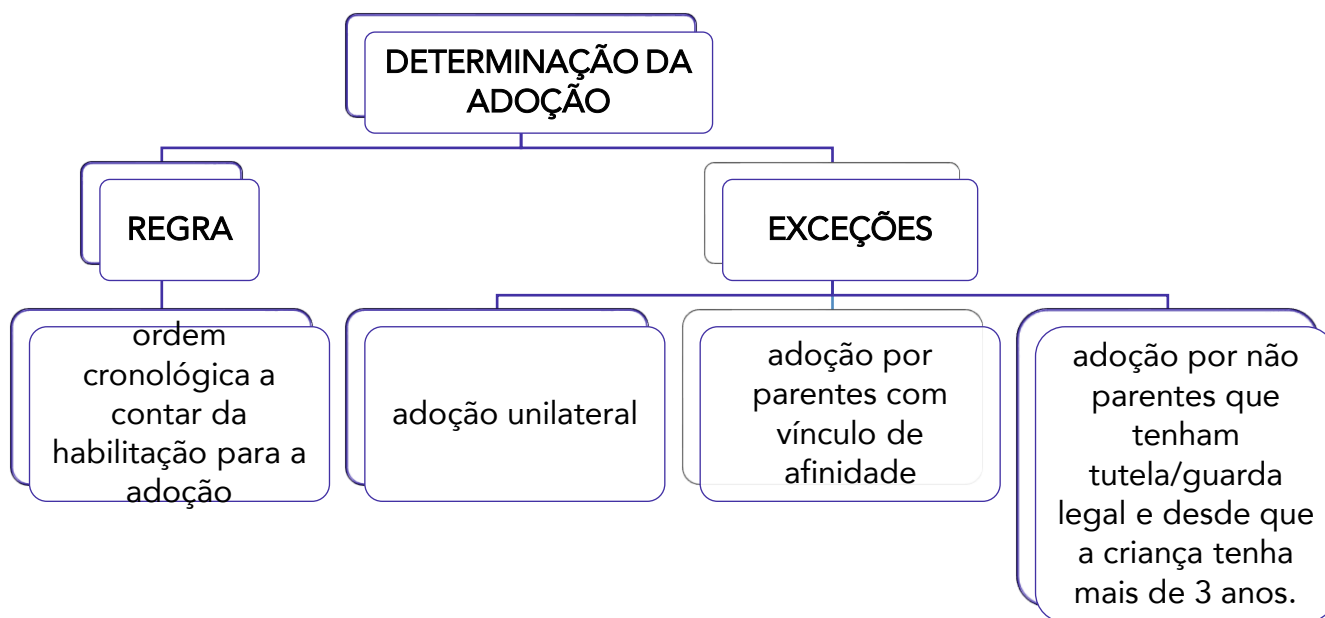 DETERMINAÇÃO DA
ADOÇÃO
REGRA
EXCEÇÕES
ordem
cronológica a
contar da
habilitação para a
adoção
adoção unilateral
adoção por
parentes com
vínculo de
afinidade
adoção por não
parentes que
tenham
tutela/guarda
legal e desde que
a criança tenha
mais de 3 anos.